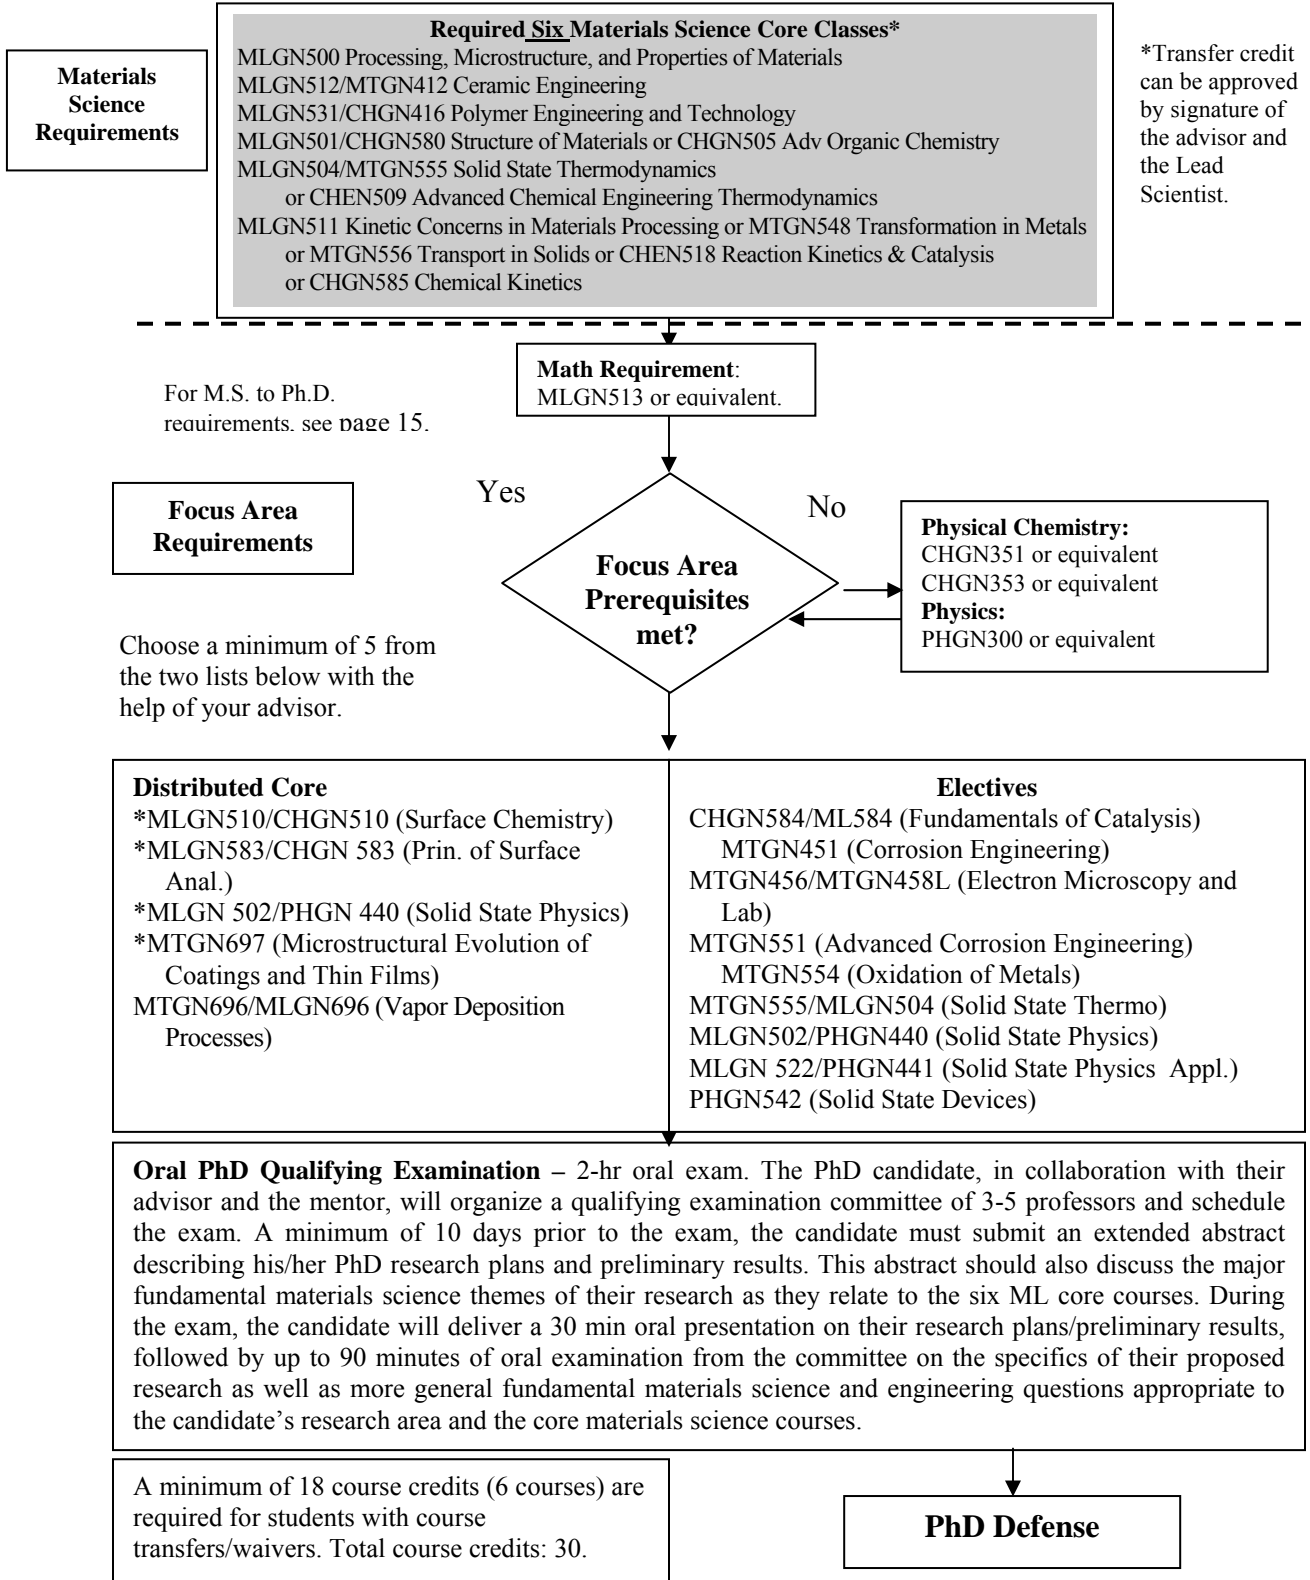 Required Six Materials Science Core Classes*
MLGN500 Processing, Microstructure, and Properties of Materials
MLGN512/MTGN412 Ceramic Engineering
MLGN531/CHGN416 Polymer Engineering and Technology
MLGN501/CHGN580 Structure of Materials or CHGN505 Adv Organic Chemistry
MLGN504/MTGN555 Solid State Thermodynamics
or CHEN509 Advanced Chemical Engineering Thermodynamics
MLGN511 Kinetic Concerns in Materials Processing or MTGN548 Transformation in Metals
or MTGN556 Transport in Solids or CHEN518 Reaction Kinetics & Catalysis
or CHGN585 Chemical Kinetics
Materials
Science
Requirements
*Transfer credit
can be approved
by signature of
the advisor and
the Lead
Scientist.
Math Requirement:
MLGN513 or equivalent.
For M.S. to Ph.D.
requirements, see page 15.
Focus Area
Requirements
Yes
No
Focus Area
Prerequisites
met?
Physical Chemistry:
CHGN351 or equivalent
CHGN353 or equivalent
Physics:
PHGN300 or equivalent
Choose a minimum of 5 from
the two lists below with the
help of your advisor.
Distributed Core
*MLGN510/CHGN510 (Surface Chemistry)
*MLGN583/CHGN 583 (Prin. of Surface
Anal.)
*MLGN 502/PHGN 440 (Solid State Physics)
*MTGN697 (Microstructural Evolution of
Coatings and Thin Films)
MTGN696/MLGN696 (Vapor Deposition
Processes)
Electives
CHGN584/ML584 (Fundamentals of Catalysis)
MTGN451 (Corrosion Engineering)
MTGN456/MTGN458L (Electron Microscopy and
Lab)
MTGN551 (Advanced Corrosion Engineering)
MTGN554 (Oxidation of Metals)
MTGN555/MLGN504 (Solid State Thermo)
MLGN502/PHGN440 (Solid State Physics)
MLGN 522/PHGN441 (Solid State Physics Appl.)
PHGN542 (Solid State Devices)
Oral PhD Qualifying Examination – 2-hr oral exam. The PhD candidate, in collaboration with their
advisor and the mentor, will organize a qualifying examination committee of 3-5 professors and schedule
the exam. A minimum of 10 days prior to the exam, the candidate must submit an extended abstract
describing his/her PhD research plans and preliminary results. This abstract should also discuss the major
fundamental materials science themes of their research as they relate to the six ML core courses. During
the exam, the candidate will deliver a 30 min oral presentation on their research plans/preliminary results,
followed by up to 90 minutes of oral examination from the committee on the specifics of their proposed
research as well as more general fundamental materials science and engineering questions appropriate to
the candidate's research area and the core materials science courses.
A minimum of 18 course credits (6 courses) are
required for students with course
transfers/waivers. Total course credits: 30.
PhD Defense